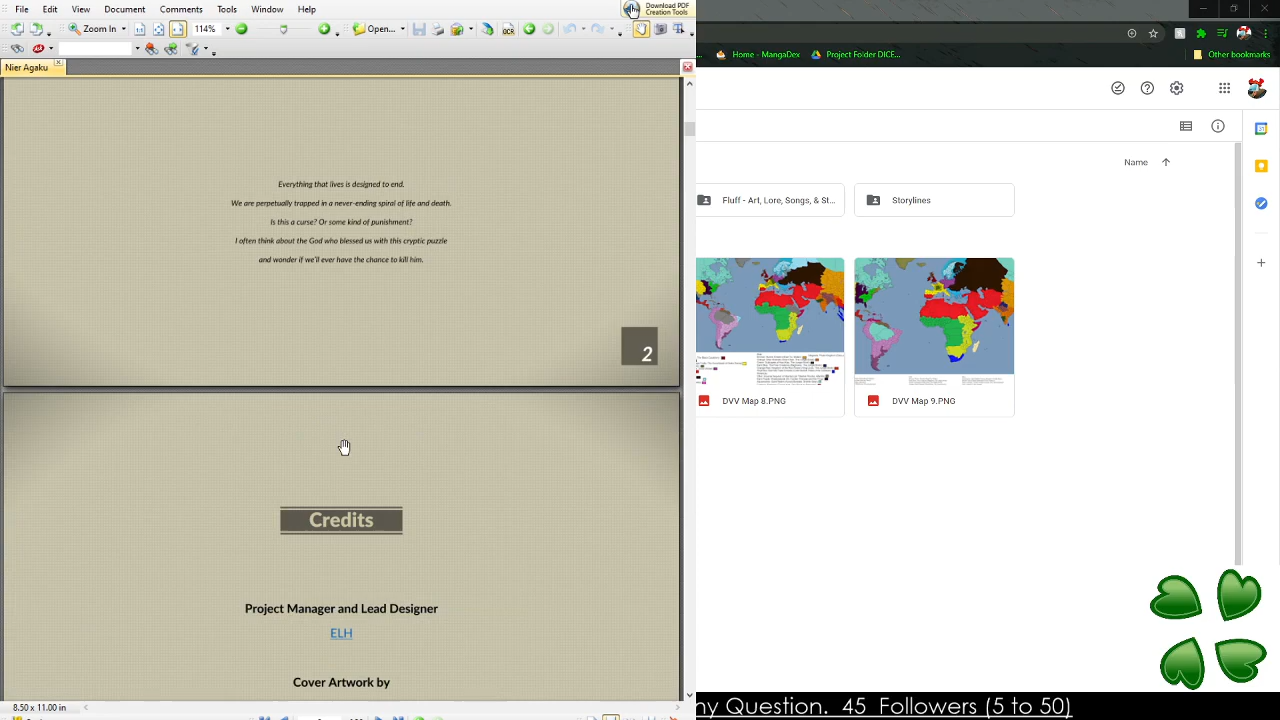 File Edit View Document Comments Tools Window Help
Download PDF
Creation Tools
Zoom In 114% Open...
OCR
Nier Agaku
Everything that lives is designed to end.
We are perpetually trapped in a never-ending spiral of life and death.
Is this a curse? Or some kind of punishment?
I often think about the God who blessed us with this cryptic puzzle
and wonder if we'll ever have the chance to kill him.
2
Credits
Project Manager and Lead Designer
ELH
Cover Artwork by
8.50 x 11.00 in
Home - MangaDex Project Folder DICE... Other bookmarks
Name
Fluff - Art, Lore, Songs, & St... Storylines
DVV Map 8.PNG DVV Map 9.PNG
ny Question. 45 Followers (5 to 50)